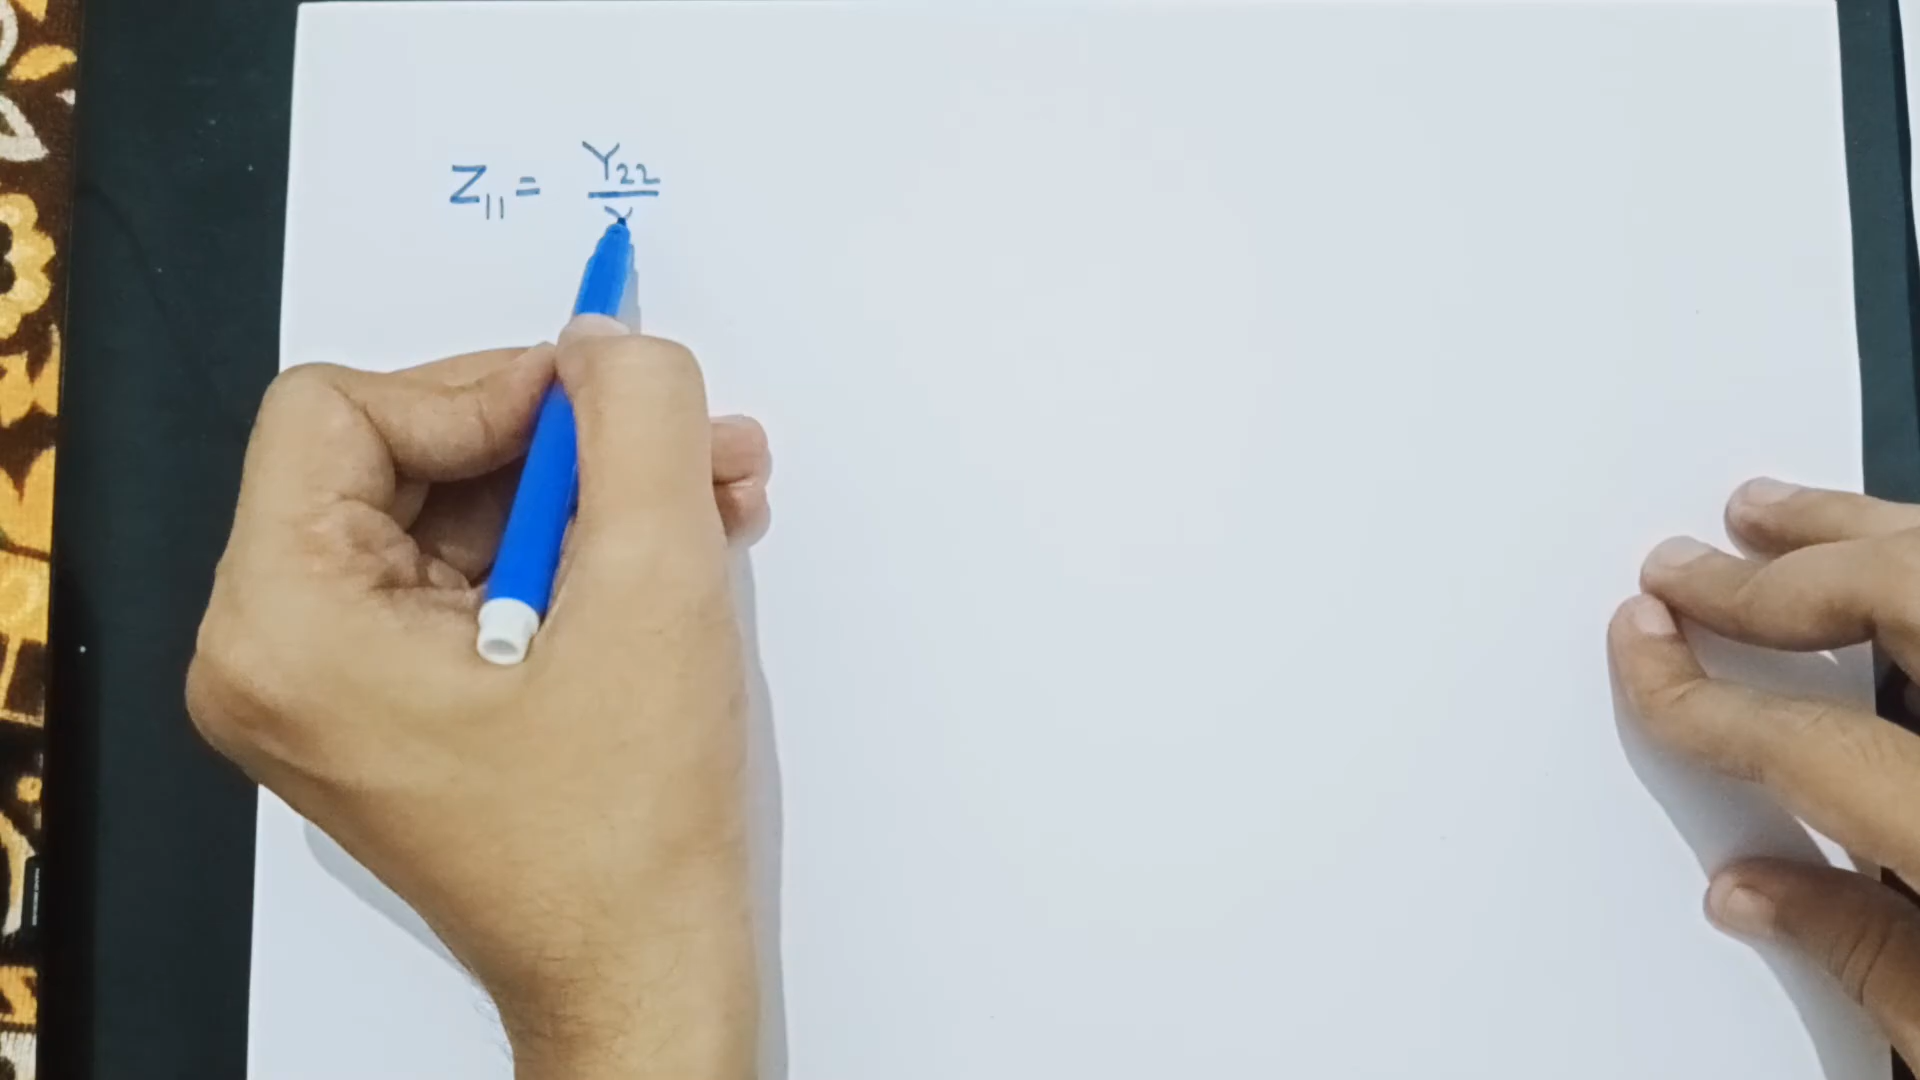 Z₁₁ = Y₂₂ / Y